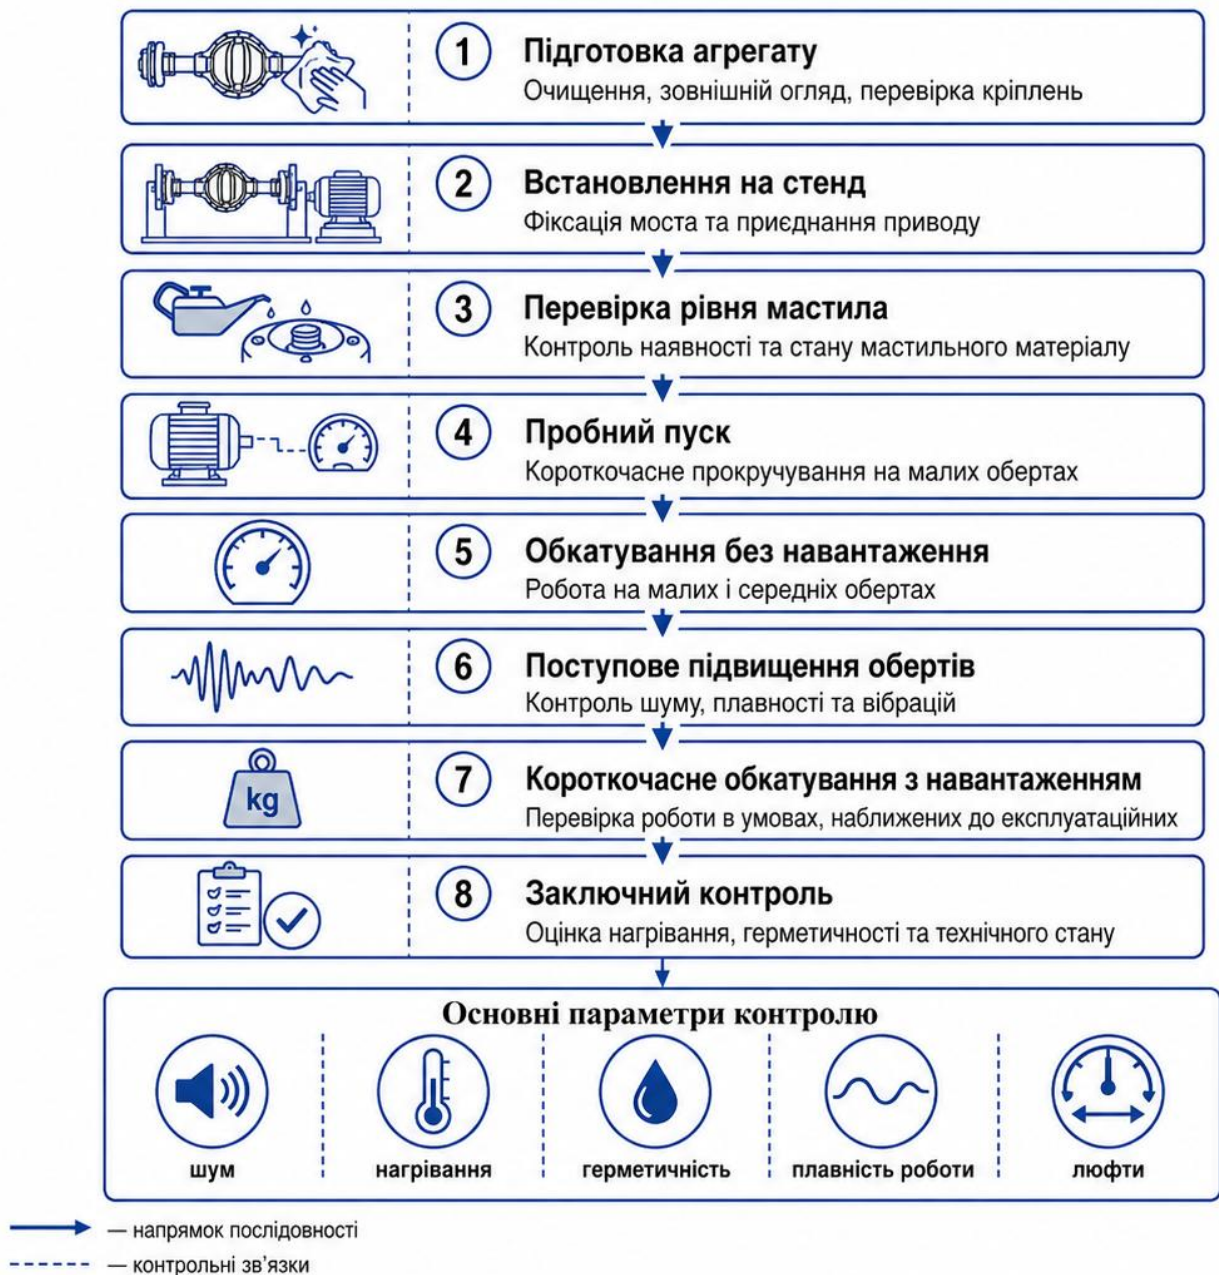 1 Підготовка агрегату
Очищення, зовнішній огляд, перевірка кріплень
2 Встановлення на стенд
Фіксація моста та приєднання приводу
3 Перевірка рівня мастила
Контроль наявності та стану мастильного матеріалу
4 Пробний пуск
Короткочасне прокручування на малих обертах
5 Обкатування без навантаження
Робота на малих і середніх обертах
6 Поступове підвищення обертів
Контроль шуму, плавності та вібрацій
kg
7 Короткочасне обкатування з навантаженням
Перевірка роботи в умовах, наближених до експлуатаційних
8 Заключний контроль
Оцінка нагрівання, герметичності та технічного стану
Основні параметри контролю
шум нагрівання герметичність плавність роботи люфти
— напрямок послідовності
— контрольні зв’язки